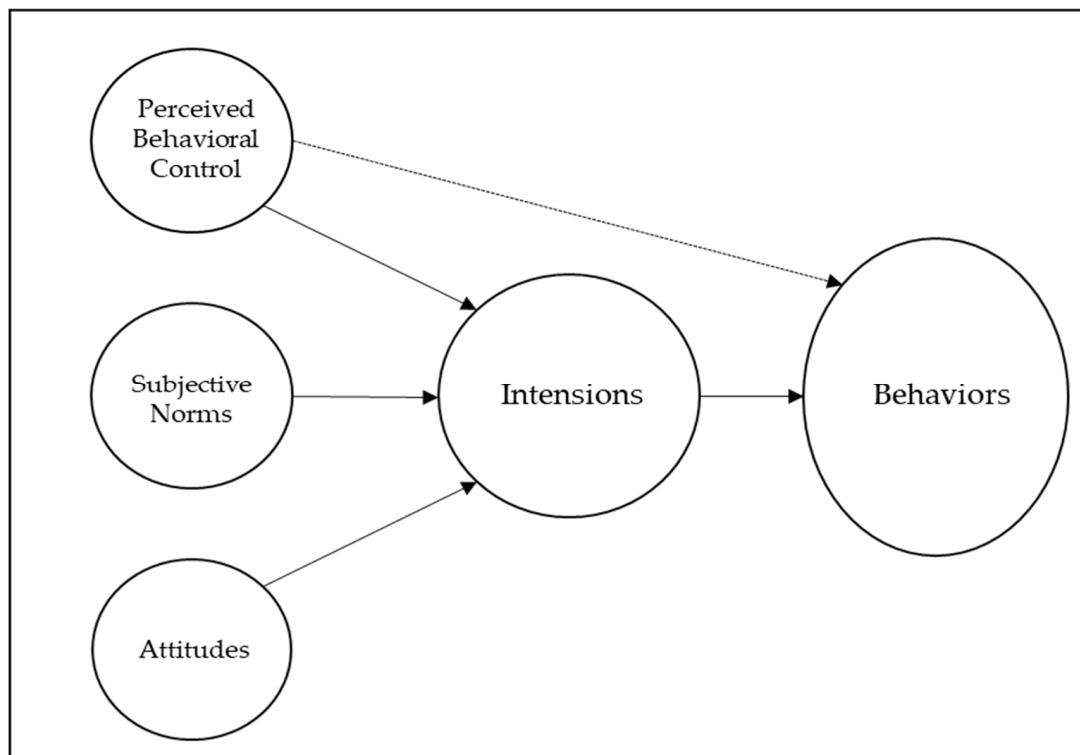 Perceived
Behavioral
Control
Subjective
Norms
Intensions
Behaviors
Attitudes